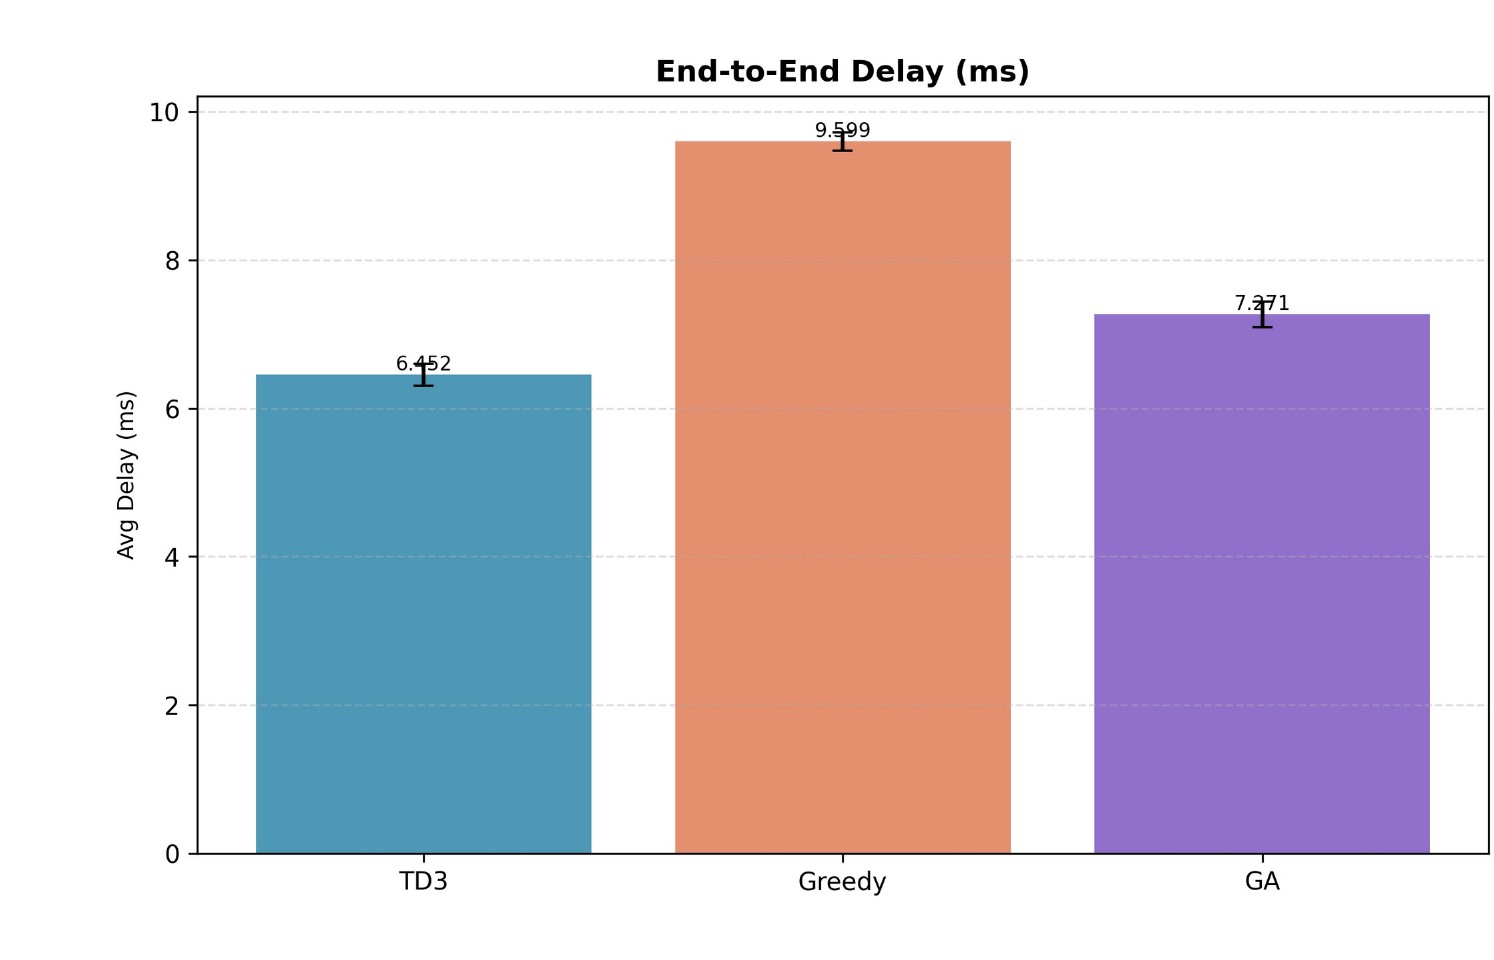 End-to-End Delay (ms)
10
8
6
4
2
0
Avg Delay (ms)
6.452
9.599
7.271
TD3
Greedy
GA